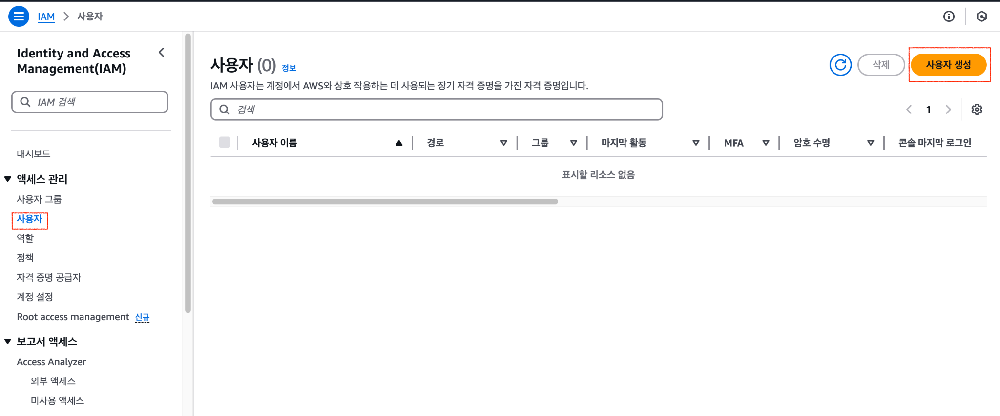 IAM > 사용자
Identity and Access
Management(IAM)
IAM 검색
대시보드
액세스 관리
사용자 그룹
사용자
역할
정책
자격 증명 공급자
계정 설정
Root access management 신규
보고서 액세스
Access Analyzer
외부 액세스
미사용 액세스
사용자 (0) 정보
삭제
사용자 생성
IAM 사용자는 계정에서 AWS와 상호 작용하는 데 사용되는 장기 자격 증명을 가진 자격 증명입니다.
검색
1
사용자 이름 경로 그룹 마지막 활동 MFA 암호 수명 콘솔 마지막 로그인
표시할 리소스 없음